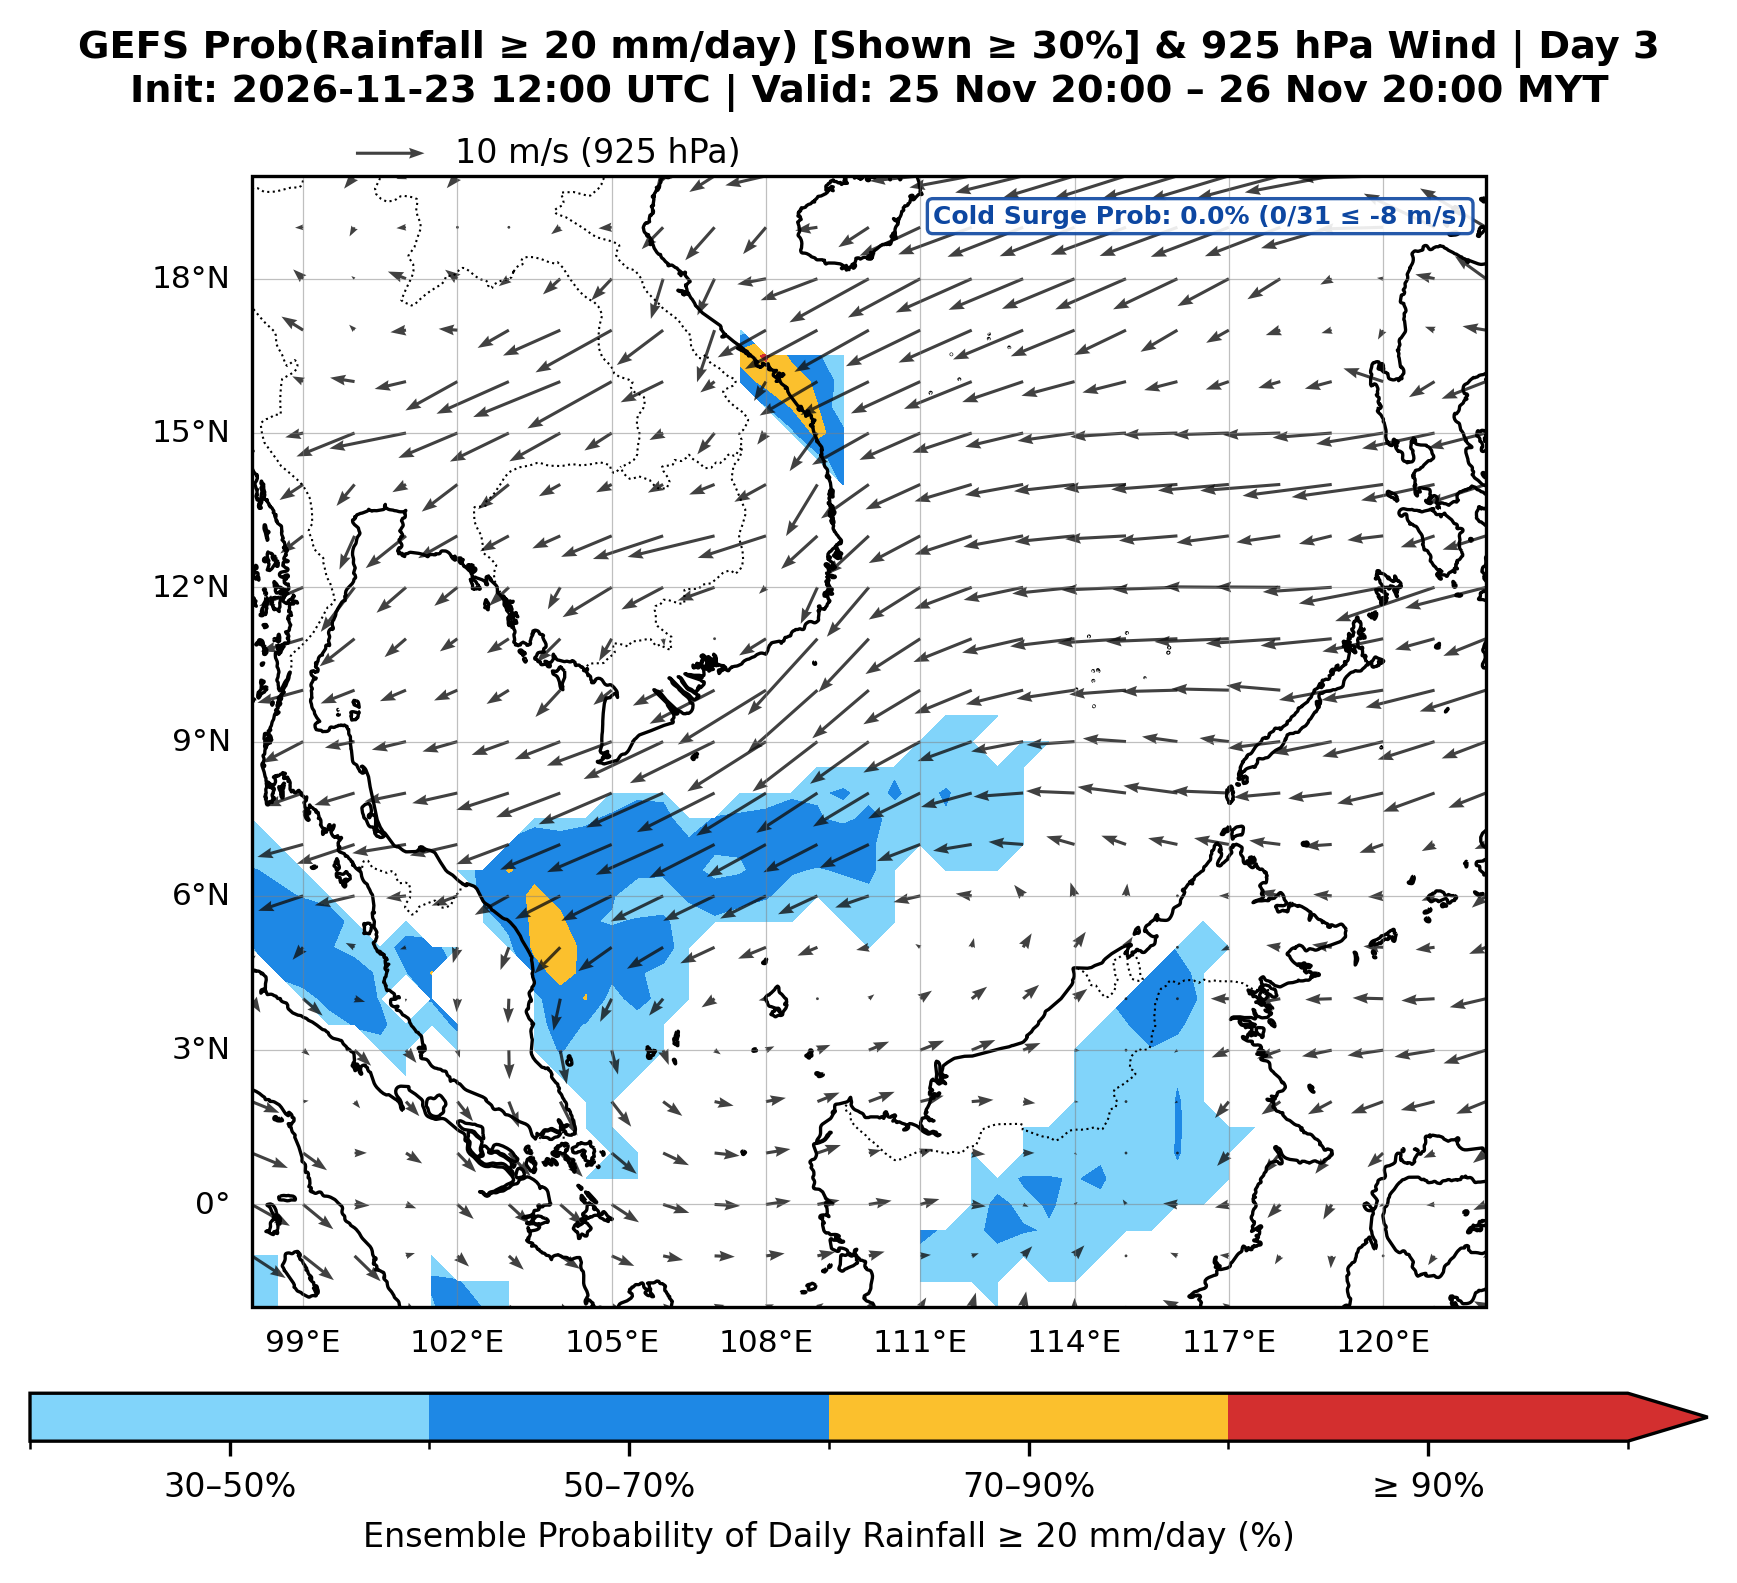 GEFS Prob(Rainfall ≥ 20 mm/day) [Shown ≥ 30%] & 925 hPa Wind | Day 3
Init: 2026-11-23 12:00 UTC | Valid: 25 Nov 20:00 – 26 Nov 20:00 MYT
10 m/s (925 hPa)
Cold Surge Prob: 0.0% (0/31 ≤ -8 m/s)
18°N
15°N
12°N
9°N
6°N
3°N
0°
99°E 102°E 105°E 108°E 111°E 114°E 117°E 120°E
30–50% 50–70% 70–90% ≥ 90%
Ensemble Probability of Daily Rainfall ≥ 20 mm/day (%)